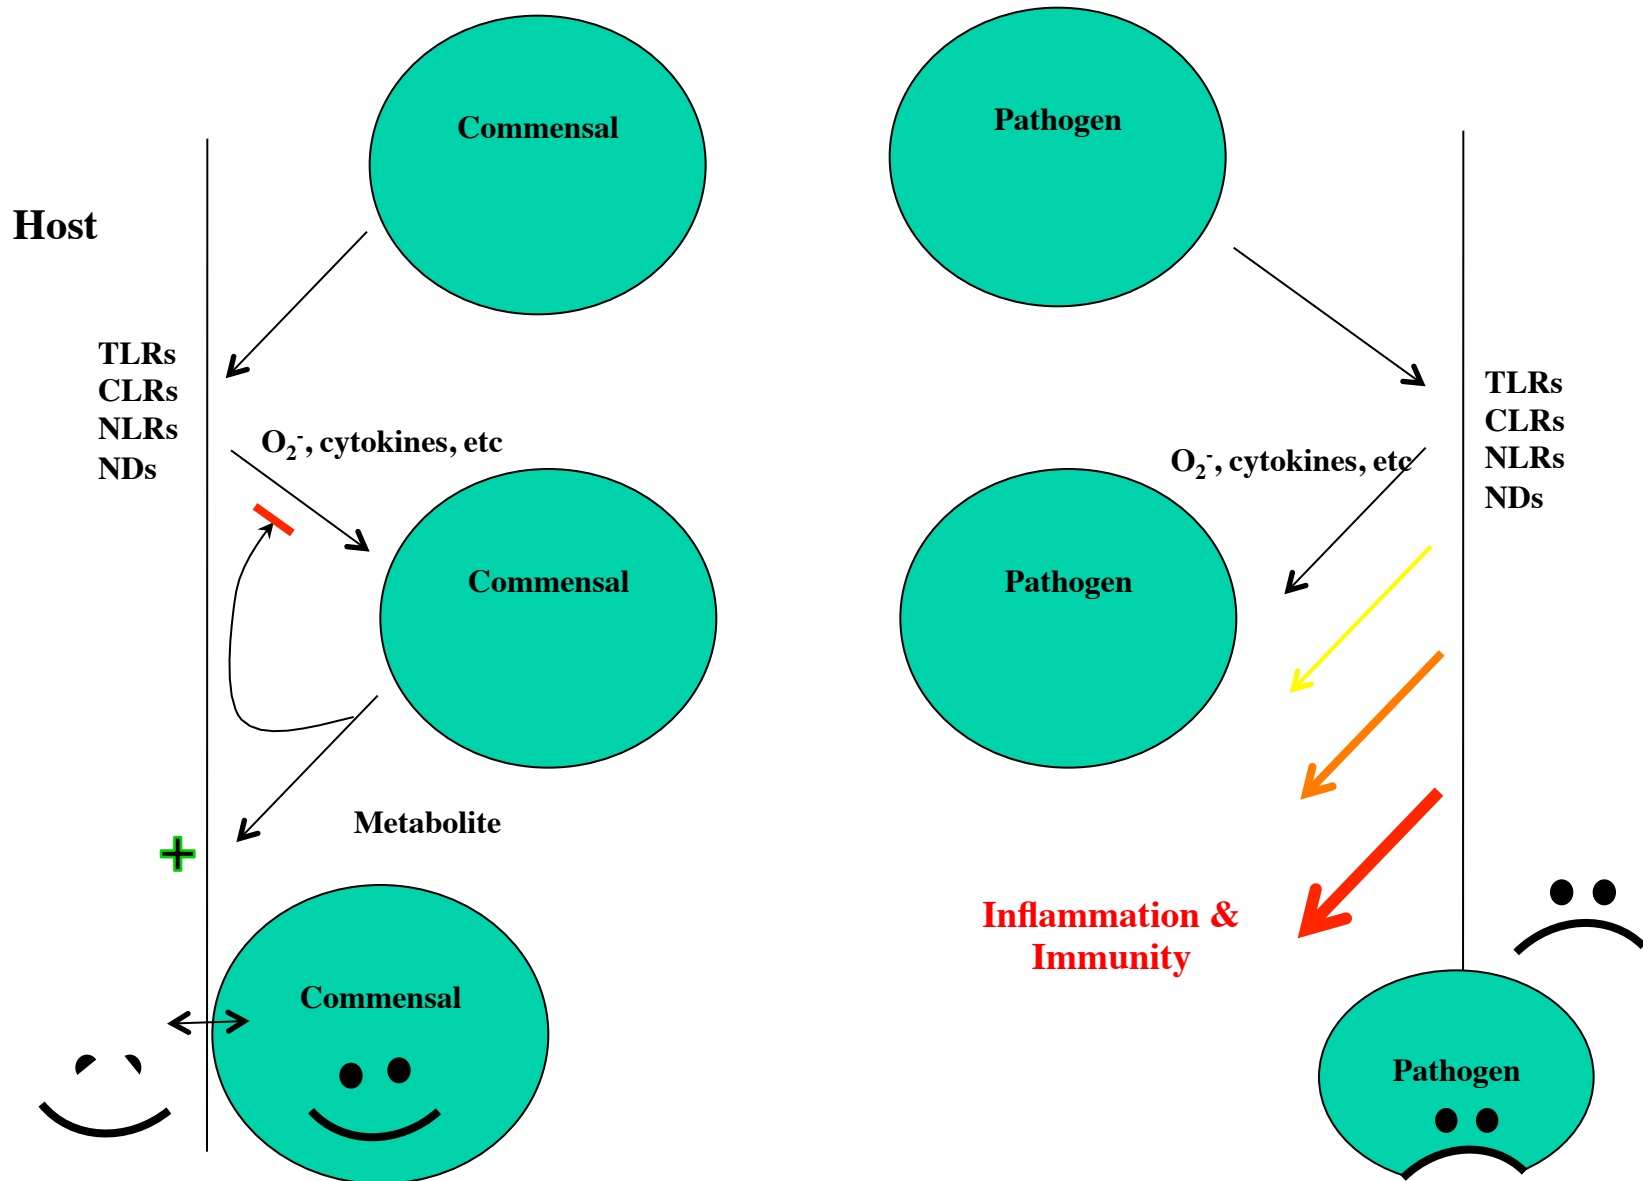 Commensal
Pathogen
Host
TLRs
CLRs
NLRs
NDs
O₂⁻, cytokines, etc
TLRs
CLRs
NLRs
NDs
O₂⁻, cytokines, etc
Commensal
Pathogen
Metabolite
+
Inflammation &
Immunity
Commensal
Pathogen